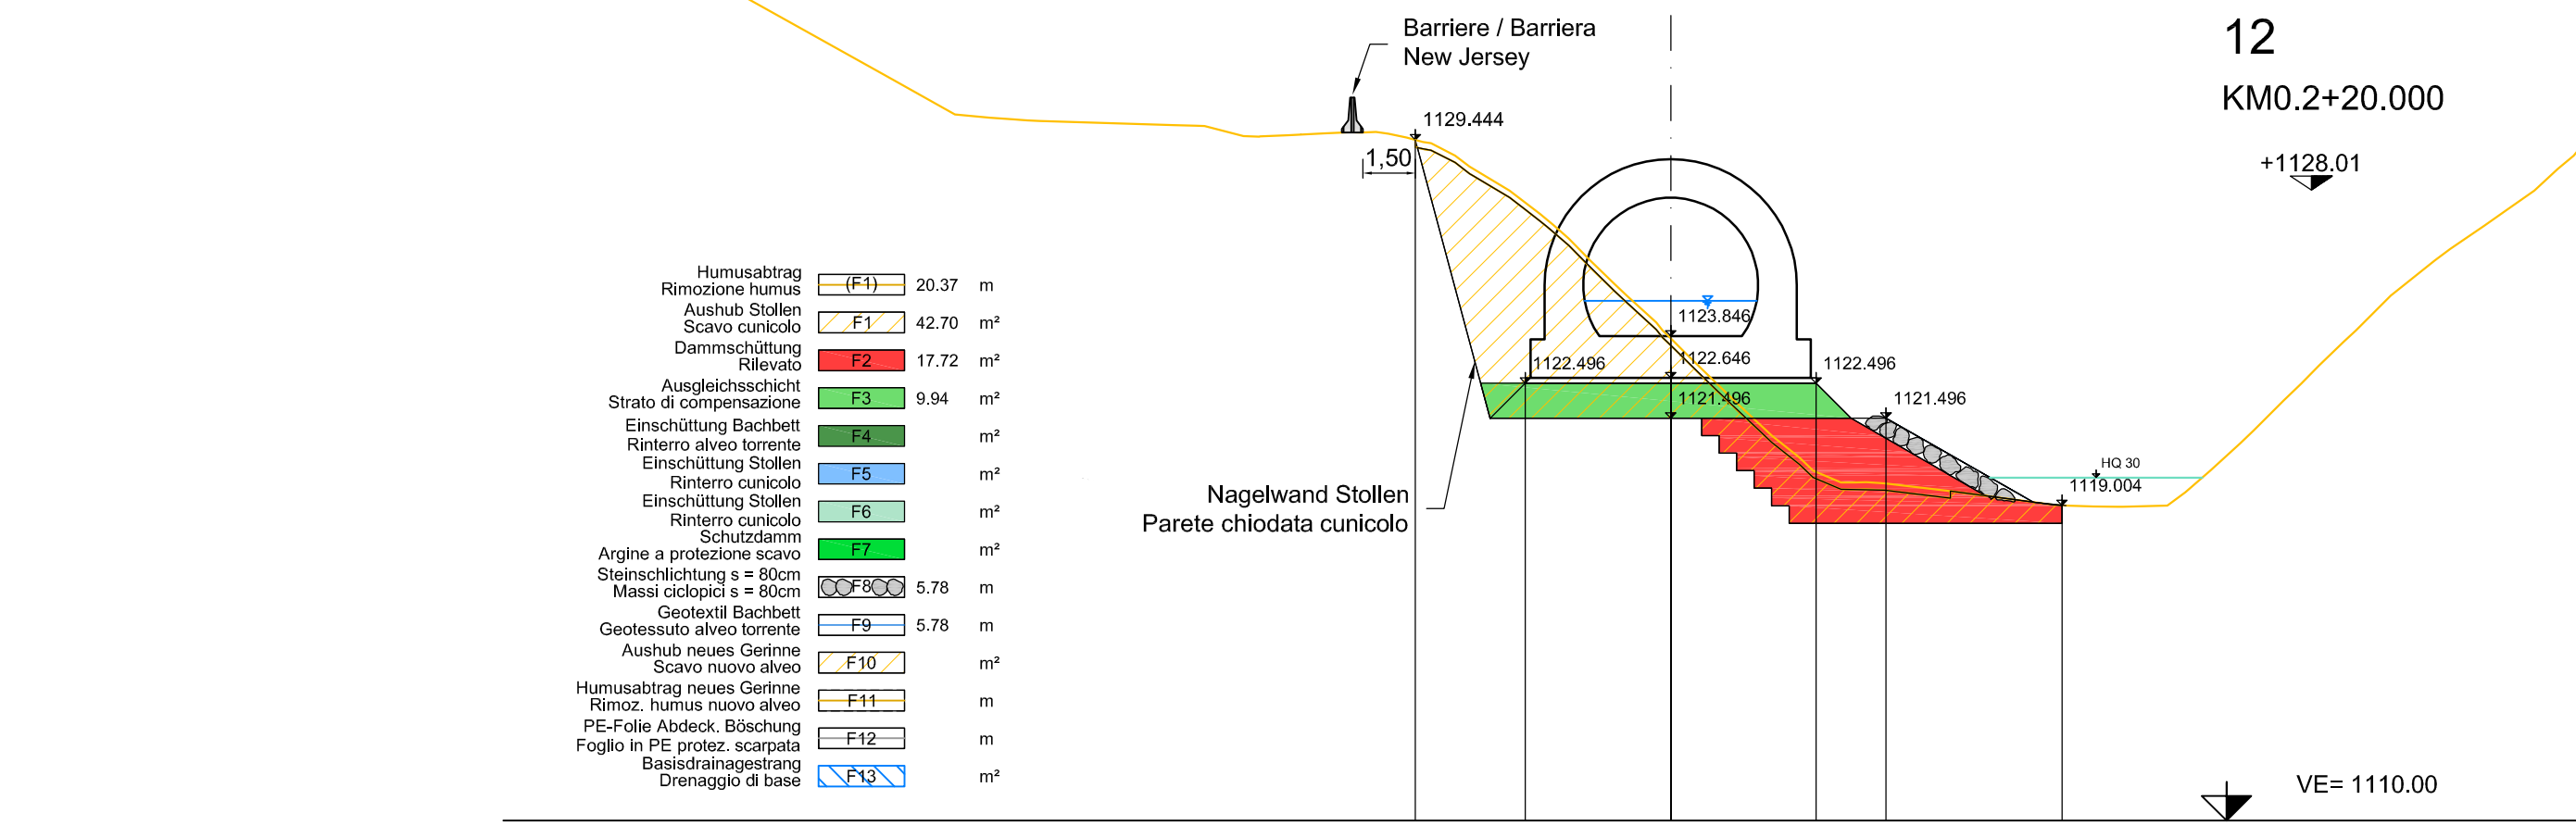 Barriere / Barriera
New Jersey
12
KM0.2+20.000
+1128.01
1129.444
1,50
1123.846
1122.496
1122.646
1122.496
1121.496
1121.496
HQ 30
1119.004
Nagelwand Stollen
Parete chiodata cunicolo
VE= 1110.00
Humusabtrag
Rimozione humus (F1) 20.37 m
Aushub Stollen
Scavo cunicolo F1 42.70 m²
Dammschüttung
Rilevato F2 17.72 m²
Ausgleichsschicht
Strato di compensazione F3 9.94 m²
Einschüttung Bachbett
Rinterro alveo torrente F4 m²
Einschüttung Stollen
Rinterro cunicolo F5 m²
Einschüttung Stollen
Rinterro cunicolo F6 m²
Schutzdamm
Argine a protezione scavo F7 m²
Steinschlichtung s = 80cm
Massi ciclopici s = 80cm F8 5.78 m
Geotextil Bachbett
Geotessuto alveo torrente F9 5.78 m
Aushub neues Gerinne
Scavo nuovo alveo F10 m²
Humusabtrag neues Gerinne
Rimoz. humus nuovo alveo F11 m
PE-Folie Abdeck. Böschung
Foglio in PE protez. scarpata F12 m
Basisdrainagestrang
Drenaggio di base F13 m²